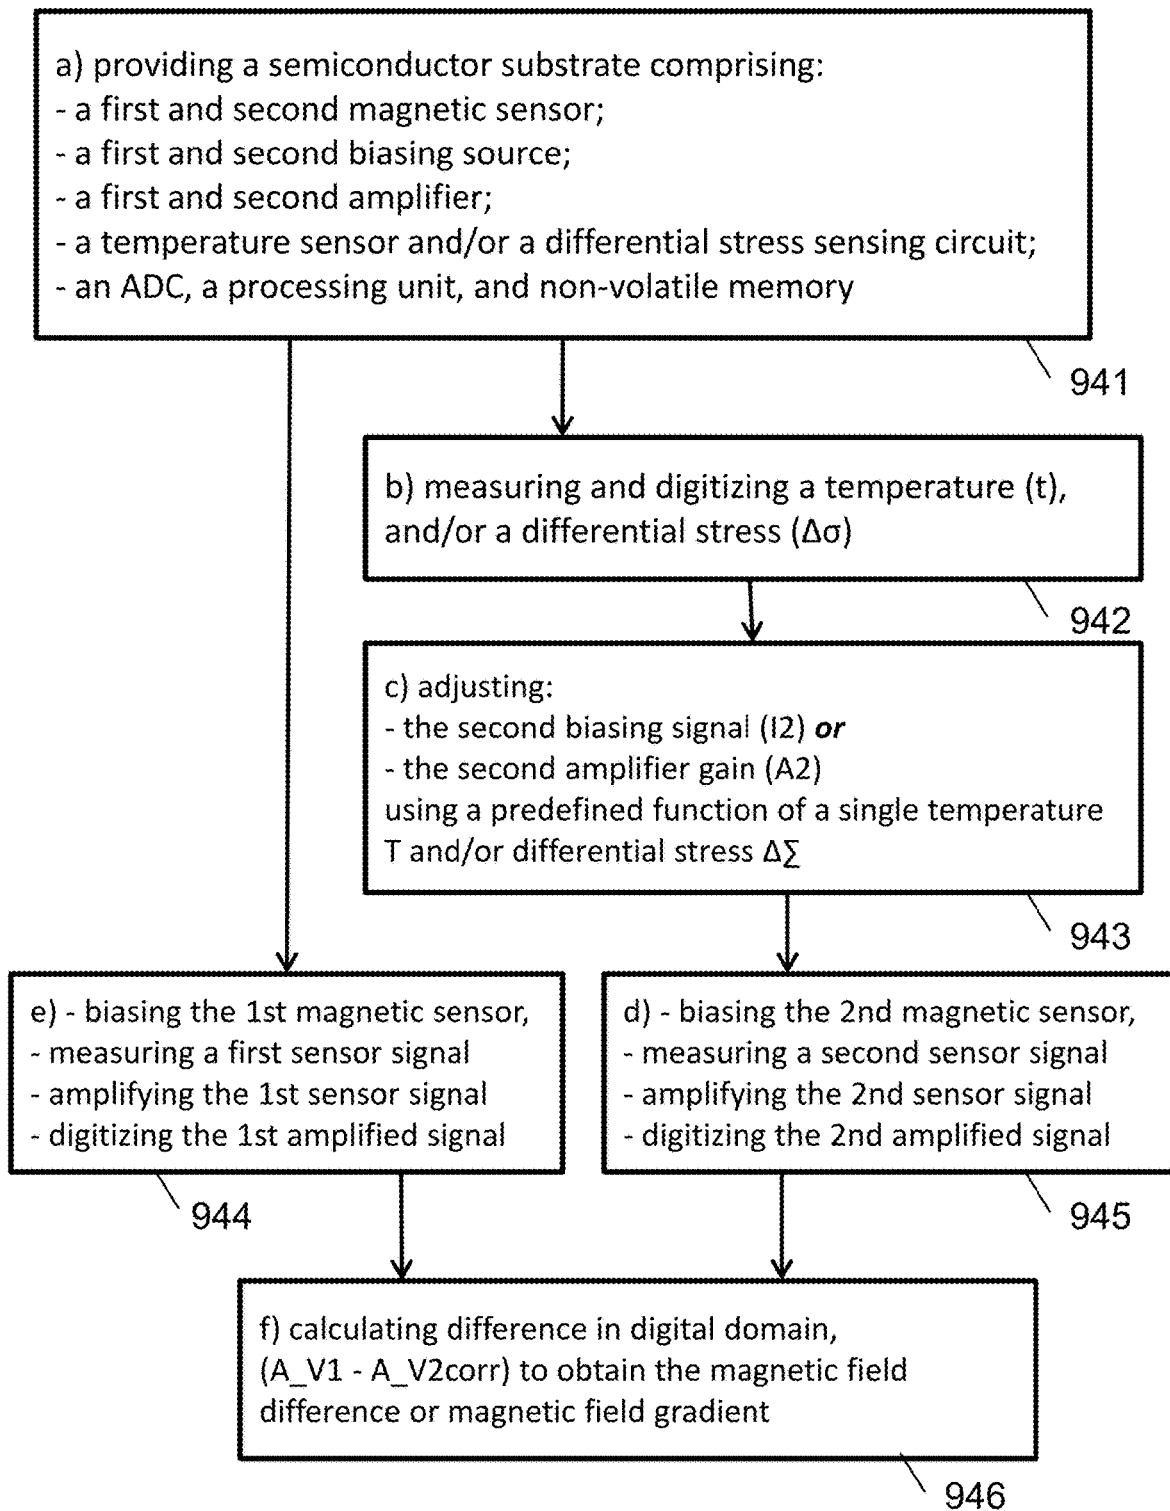 a) providing a semiconductor substrate comprising:
- a first and second magnetic sensor;
- a first and second biasing source;
- a first and second amplifier;
- a temperature sensor and/or a differential stress sensing circuit;
- an ADC, a processing unit, and non-volatile memory
941
b) measuring and digitizing a temperature (t),
and/or a differential stress (Δσ)
942
c) adjusting:
- the second biasing signal (I2) or
- the second amplifier gain (A2)
using a predefined function of a single temperature
T and/or differential stress Δ∑
943
e) - biasing the 1st magnetic sensor,
- measuring a first sensor signal
- amplifying the 1st sensor signal
- digitizing the 1st amplified signal
944
d) - biasing the 2nd magnetic sensor,
- measuring a second sensor signal
- amplifying the 2nd sensor signal
- digitizing the 2nd amplified signal
945
f) calculating difference in digital domain,
(A_V1 - A_V2corr) to obtain the magnetic field
difference or magnetic field gradient
946